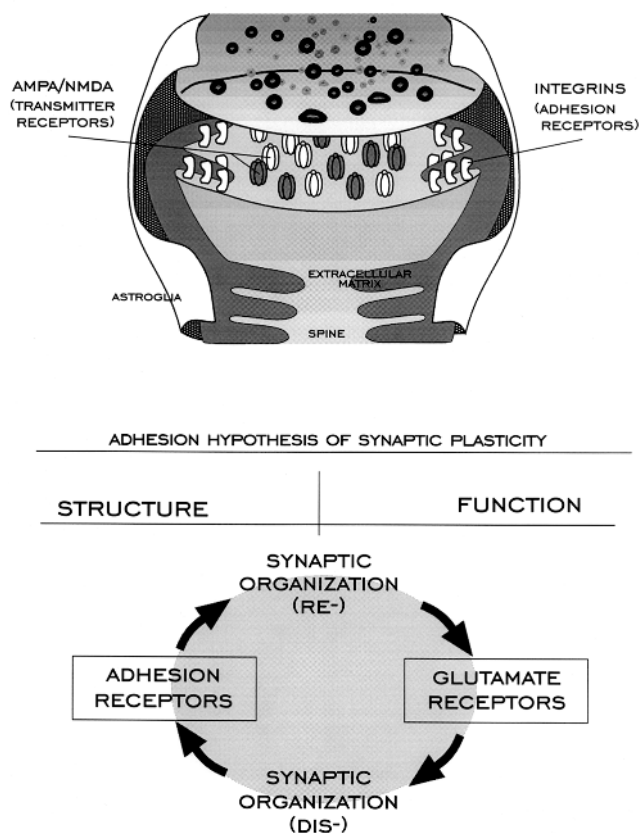 AMPA/NMDA
(TRANSMITTER
RECEPTORS)
INTEGRINS
(ADHESION
RECEPTORS)
EXTRACELLULAR
MATRIX
ASTROGLIA
SPINE
ADHESION HYPOTHESIS OF SYNAPTIC PLASTICITY
STRUCTURE
FUNCTION
SYNAPTIC
ORGANIZATION
(RE-)
ADHESION
RECEPTORS
GLUTAMATE
RECEPTORS
SYNAPTIC
ORGANIZATION
(DIS-)